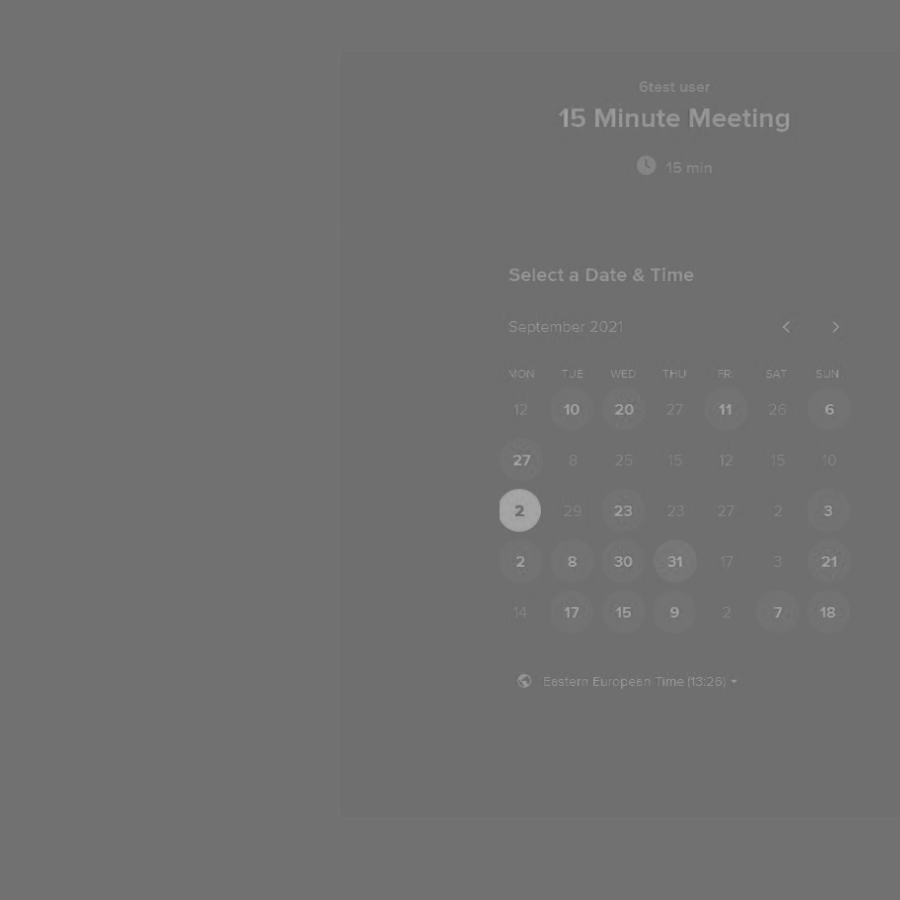 6test user
15 Minute Meeting
15 min
Select a Date & Time
September 2021
MON TUE WED THU FRI SAT SUN
12 10 20 27 11 26 6
27 8 25 15 12 15 10
2 29 23 23 27 2 3
2 8 30 31 17 3 21
14 17 15 9 2 7 18
Eestern Europeen Time (13:26)